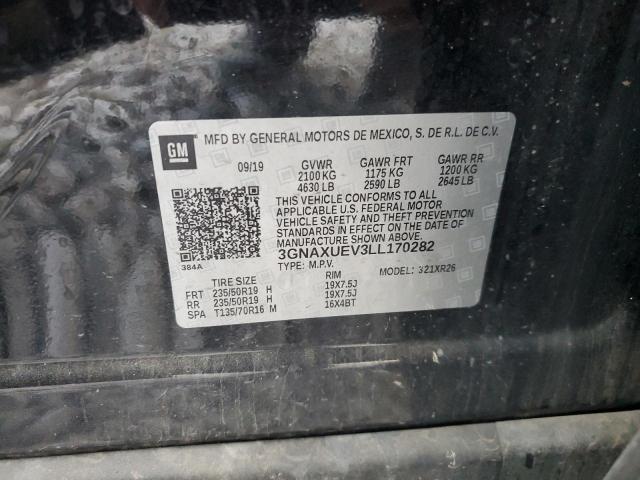 GM
MFD BY GENERAL MOTORS DE MEXICO, S. DE R.L. DE C.V.
09/19 GVWR GAWR FRT GAWR RR
2100 KG 1175 KG 1200 KG
4630 LB 2590 LB 2645 LB
THIS VEHICLE CONFORMS TO ALL
APPLICABLE U.S. FEDERAL MOTOR
VEHICLE SAFETY AND THEFT PREVENTION
STANDARDS IN EFFECT ON THE DATE OF
MANUFACTURE SHOWN ABOVE.
3GNAXUEV3LL170282
384A
TYPE: M.P.V. MODEL: 321XR26
TIRE SIZE RIM
FRT 235/50R19 H 19X7.5J
RR 235/50R19 H 19X7.5J
SPA T135/70R16 M 16X4BT